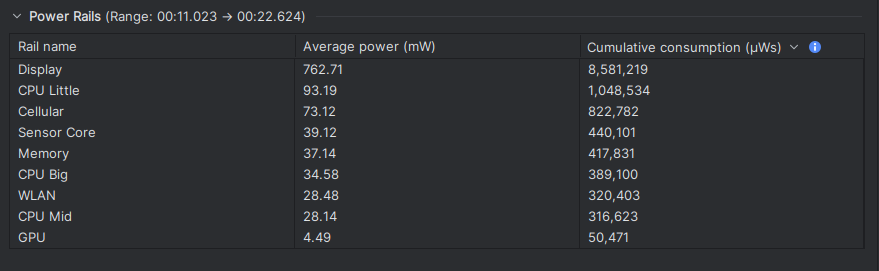 Power Rails (Range: 00:11.023 → 00:22.624)
Rail name Average power (mW) Cumulative consumption (µWs)
Display 762.71 8,581,219
CPU Little 93.19 1,048,534
Cellular 73.12 822,782
Sensor Core 39.12 440,101
Memory 37.14 417,831
CPU Big 34.58 389,100
WLAN 28.48 320,403
CPU Mid 28.14 316,623
GPU 4.49 50,471